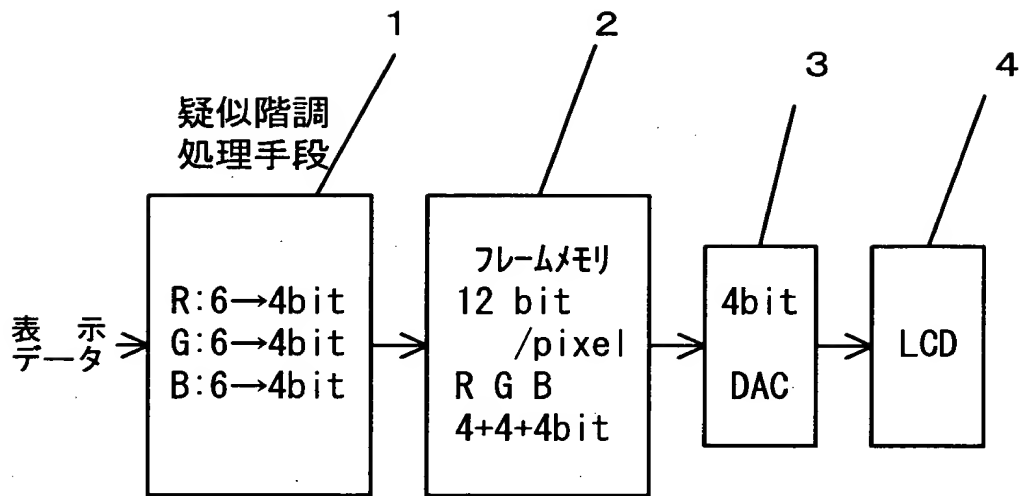 1
2
3
4
疑似階調
処理手段
表 示
データ
R:6→4bit
G:6→4bit
B:6→4bit
フレームメモリ
12 bit
/pixel
R G B
4+4+4bit
4bit
DAC
LCD